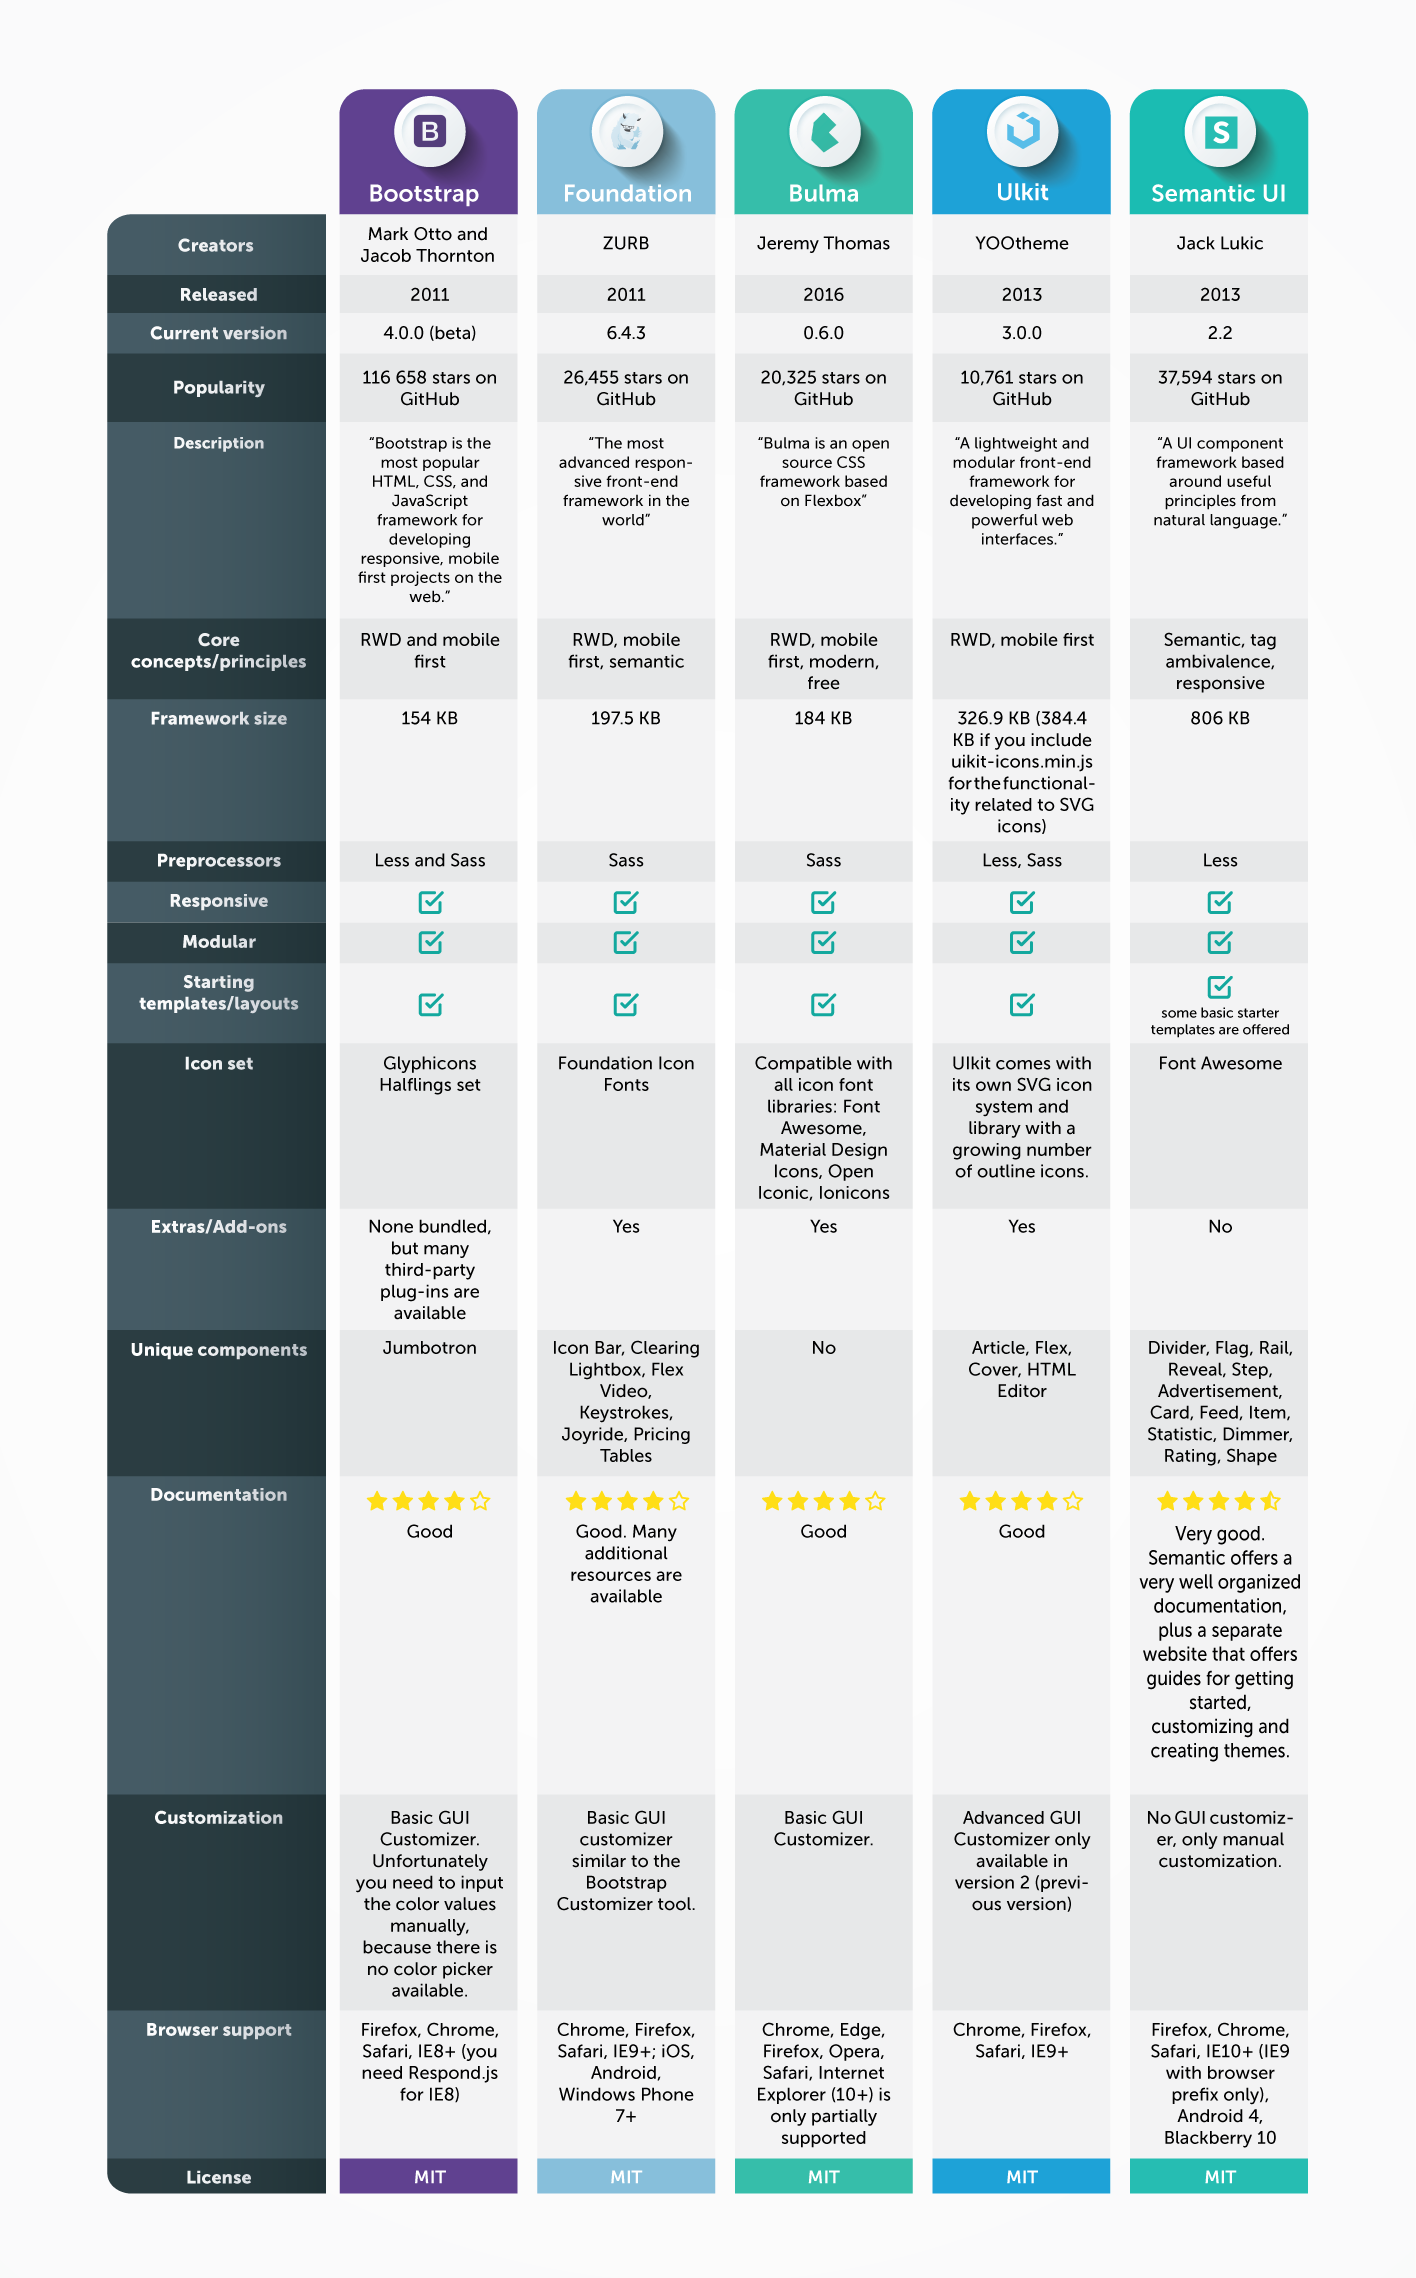 B
S
Bootstrap
Foundation
Bulma
UIkit
Semantic UI
Creators
Mark Otto and
Jacob Thornton
ZURB
Jeremy Thomas
YOOtheme
Jack Lukic
Released
2011
2011
2016
2013
2013
Current version
4.0.0 (beta)
6.4.3
0.6.0
3.0.0
2.2
Popularity
116 658 stars on
GitHub
26,455 stars on
GitHub
20,325 stars on
GitHub
10,761 stars on
GitHub
37,594 stars on
GitHub
Description
“Bootstrap is the
most popular
HTML, CSS, and
JavaScript
framework for
developing
responsive, mobile
first projects on the
web.”
“The most
advanced respon-
sive front-end
framework in the
world”
“Bulma is an open
source CSS
framework based
on Flexbox”
“A lightweight and
modular front-end
framework for
developing fast and
powerful web
interfaces.”
“A UI component
framework based
around useful
principles from
natural language.”
Core
concepts/principles
RWD and mobile
first
RWD, mobile
first, semantic
RWD, mobile
first, modern,
free
RWD, mobile first
Semantic, tag
ambivalence,
responsive
Framework size
154 KB
197.5 KB
184 KB
326.9 KB (384.4
KB if you include
uikit-icons.min.js
for the functional-
ity related to SVG
icons)
806 KB
Preprocessors
Less and Sass
Sass
Sass
Less, Sass
Less
Responsive
Modular
Starting
templates/layouts
some basic starter
templates are offered
Icon set
Glyphicons
Halflings set
Foundation Icon
Fonts
Compatible with
all icon font
libraries: Font
Awesome,
Material Design
Icons, Open
Iconic, Ionicons
UIkit comes with
its own SVG icon
system and
library with a
growing number
of outline icons.
Font Awesome
Extras/Add-ons
None bundled,
but many
third-party
plug-ins are
available
Yes
Yes
Yes
No
Unique components
Jumbotron
Icon Bar, Clearing
Lightbox, Flex
Video,
Keystrokes,
Joyride, Pricing
Tables
No
Article, Flex,
Cover, HTML
Editor
Divider, Flag, Rail,
Reveal, Step,
Advertisement,
Card, Feed, Item,
Statistic, Dimmer,
Rating, Shape
Documentation
Good
Good. Many
additional
resources are
available
Good
Good
Very good.
Semantic offers a
very well organized
documentation,
plus a separate
website that offers
guides for getting
started,
customizing and
creating themes.
Customization
Basic GUI
Customizer.
Unfortunately
you need to input
the color values
manually,
because there is
no color picker
available.
Basic GUI
customizer
similar to the
Bootstrap
Customizer tool.
Basic GUI
Customizer.
Advanced GUI
Customizer only
available in
version 2 (previ-
ous version)
No GUI customiz-
er, only manual
customization.
Browser support
Firefox, Chrome,
Safari, IE8+ (you
need Respond.js
for IE8)
Chrome, Firefox,
Safari, IE9+; iOS,
Android,
Windows Phone
7+
Chrome, Edge,
Firefox, Opera,
Safari, Internet
Explorer (10+) is
only partially
supported
Chrome, Firefox,
Safari, IE9+
Firefox, Chrome,
Safari, IE10+ (IE9
with browser
prefix only),
Android 4,
Blackberry 10
License
MIT
MIT
MIT
MIT
MIT